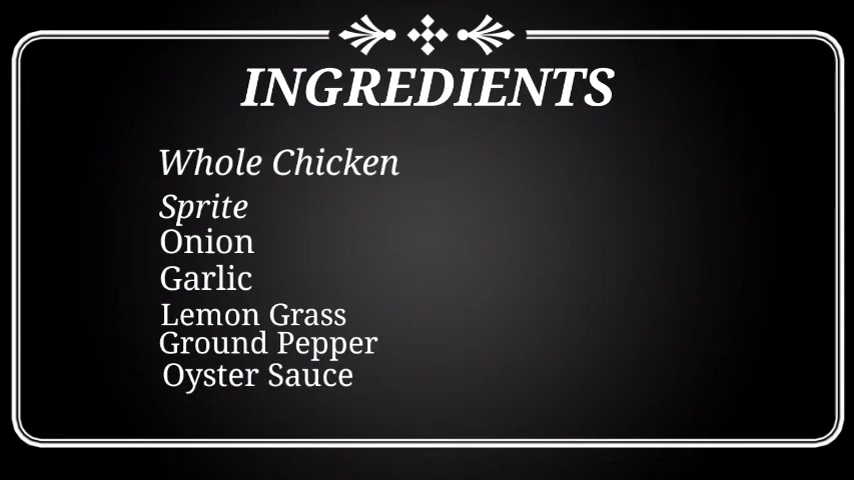 INGREDIENTS
Whole Chicken
Sprite
Onion
Garlic
Lemon Grass
Ground Pepper
Oyster Sauce